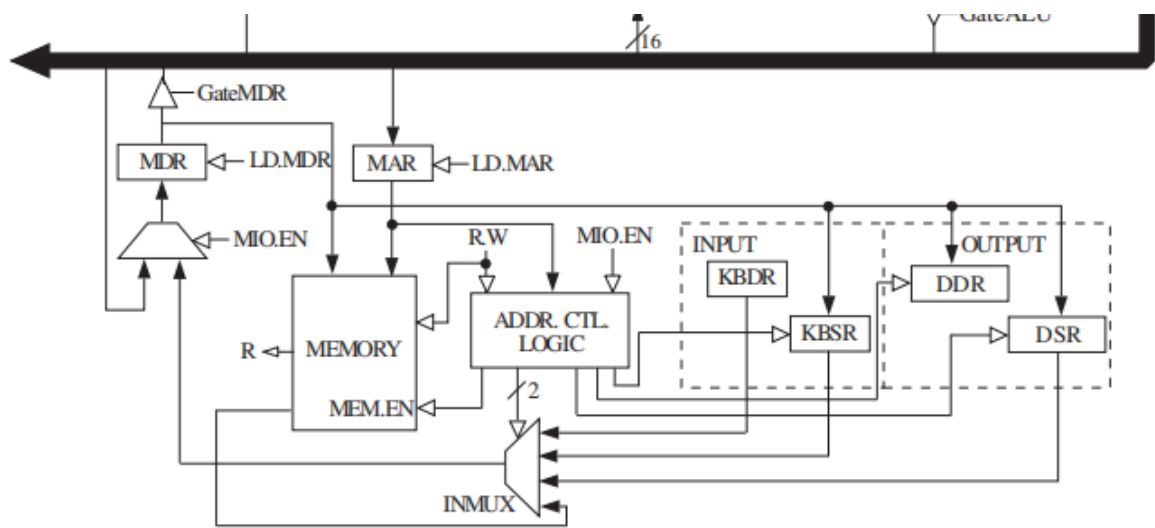 GateALU
16
GateMDR
MDR
LD.MDR
MAR
LD.MAR
MIO.EN
R.W
MIO.EN
INPUT
OUTPUT
KBDR
DDR
ADDR. CTL.
LOGIC
KBSR
DSR
R
MEMORY
MEM.EN
2
INMUX